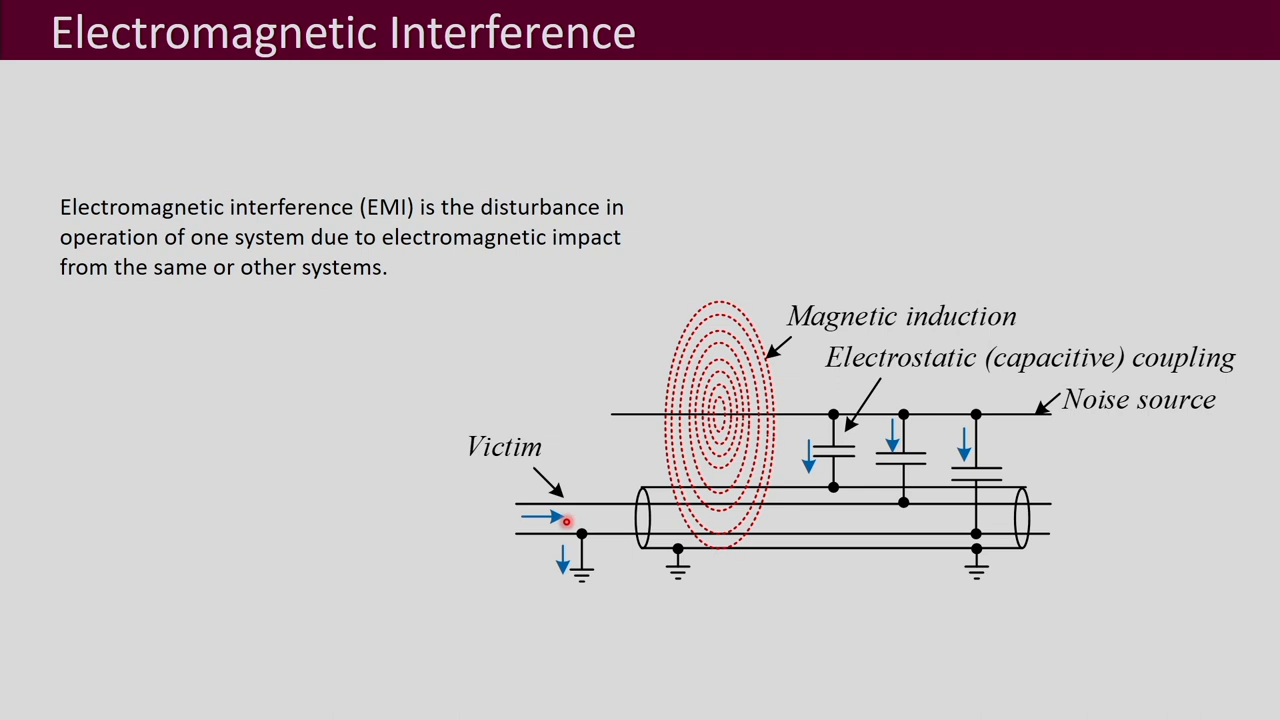 Electromagnetic Interference
Electromagnetic interference (EMI) is the disturbance in
operation of one system due to electromagnetic impact
from the same or other systems.
Magnetic induction
Electrostatic (capacitive) coupling
Noise source
Victim